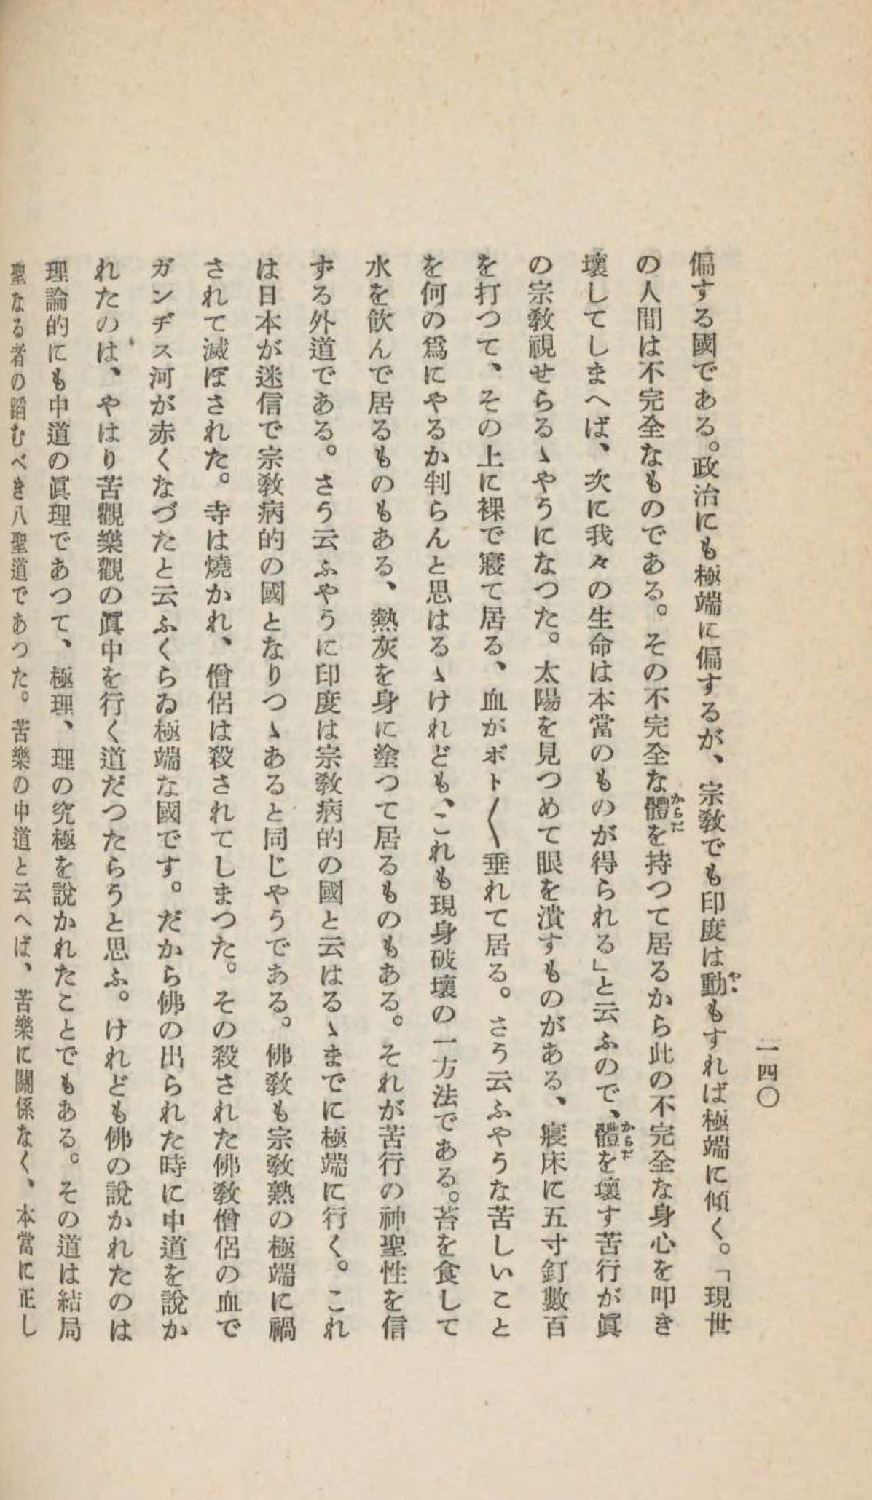 一四〇
偏する國である。政治にも極端に偏するが、宗教でも印度は動もすれば極端に傾く。「現世
の人間は不完全なものである。その不完全な體を持つて居るから此の不完全な身心を叩き
壞してしまへば、次に我々の生命は本當のものが得られる」と云ふので、體を壞す苦行が眞
の宗教視せらるゝやうになつた。太陽を見つめて眼を潰すものがある、寢床に五寸釘數百
を打つて、その上に裸で寢て居る、血がボト〳〵垂れて居る。さう云ふやうな苦しいこと
を何の爲にやるか判らんと思はるゝけれども、これも現身破壞の一方法である。苔を食して
水を飮んで居るものもある、熱灰を身に塗つて居るものもある。それが苦行の神聖性を信
ずる外道である。さう云ふやうに印度は宗教病的の國と云はるゝまでに極端に行く。これ
は日本が迷信で宗教病的の國となりつゝあると同じやうである。佛教も宗教熱の極端に禍
されて滅ぼされた。寺は燒かれ、僧侶は殺されてしまつた。その殺された佛教僧侶の血で
ガンヂス河が赤くなづたと云ふくらゐ極端な國です。だから佛の出られた時に中道を說か
れたのは、やはり苦觀樂觀の眞中を行く道だつたらうと思ふ。けれども佛の說かれたのは
理論的にも中道の眞理であつて、極理、理の究極を說かれたことでもある。その道は結局
聖なる者の蹈むべき八聖道であつた。苦樂の中道と云へば、苦樂に關係なく、本當に正し
からだ
からだ
やゝ